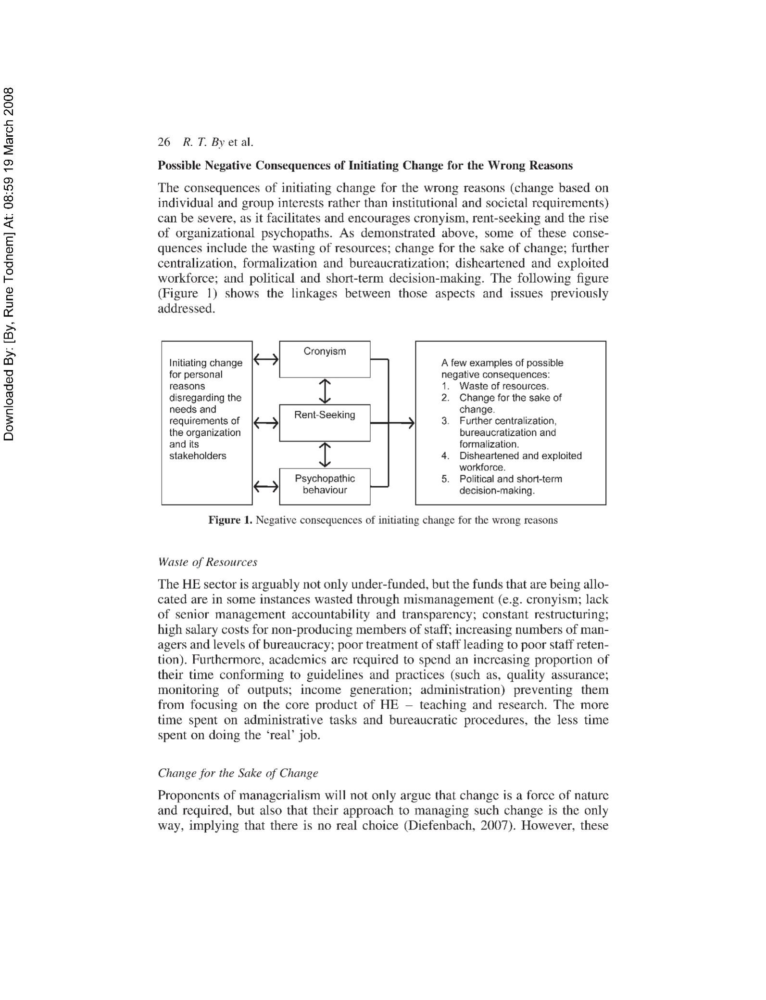 Downloaded By: [By, Rune Todnem] At: 08:59 19 March 2008
26 R. T. By et al.
Possible Negative Consequences of Initiating Change for the Wrong Reasons
The consequences of initiating change for the wrong reasons (change based on
individual and group interests rather than institutional and societal requirements)
can be severe, as it facilitates and encourages cronyism, rent-seeking and the rise
of organizational psychopaths. As demonstrated above, some of these conse-
quences include the wasting of resources; change for the sake of change; further
centralization, formalization and bureaucratization; disheartened and exploited
workforce; and political and short-term decision-making. The following figure
(Figure 1) shows the linkages between those aspects and issues previously
addressed.
Initiating change
for personal
reasons
disregarding the
needs and
requirements of
the organization
and its
stakeholders
Cronyism
Rent-Seeking
Psychopathic
behaviour
A few examples of possible
negative consequences:
1. Waste of resources.
2. Change for the sake of
change.
3. Further centralization,
bureaucratization and
formalization.
4. Disheartened and exploited
workforce.
5. Political and short-term
decision-making.
Figure 1. Negative consequences of initiating change for the wrong reasons
Waste of Resources
The HE sector is arguably not only under-funded, but the funds that are being allo-
cated are in some instances wasted through mismanagement (e.g. cronyism; lack
of senior management accountability and transparency; constant restructuring;
high salary costs for non-producing members of staff; increasing numbers of man-
agers and levels of bureaucracy; poor treatment of staff leading to poor staff reten-
tion). Furthermore, academics are required to spend an increasing proportion of
their time conforming to guidelines and practices (such as, quality assurance;
monitoring of outputs; income generation; administration) preventing them
from focusing on the core product of HE – teaching and research. The more
time spent on administrative tasks and bureaucratic procedures, the less time
spent on doing the ‘real’ job.
Change for the Sake of Change
Proponents of managerialism will not only argue that change is a force of nature
and required, but also that their approach to managing such change is the only
way, implying that there is no real choice (Diefenbach, 2007). However, these